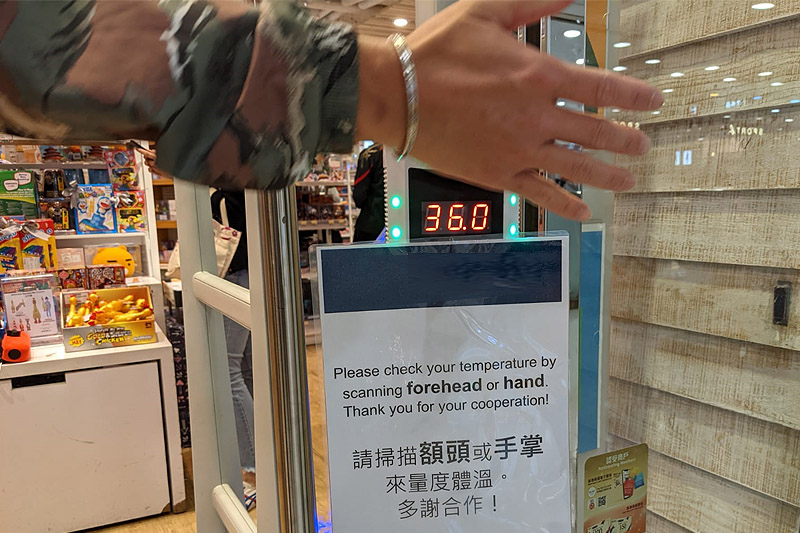 36.0
Please check your temperature by
scanning forehead or hand.
Thank you for your cooperation!
請掃描額頭或手掌
來量度體溫。
多謝合作！